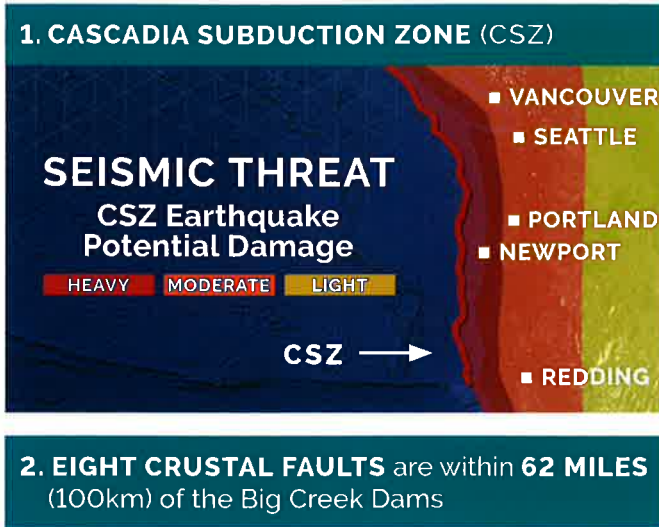 1. CASCADIA SUBDUCTION ZONE (CSZ)
VANCOUVER
SEATTLE
SEISMIC THREAT
CSZ Earthquake
Potential Damage
HEAVY MODERATE LIGHT
PORTLAND
NEWPORT
CSZ
REDDING
2. EIGHT CRUSTAL FAULTS are within 62 MILES
(100km) of the Big Creek Dams